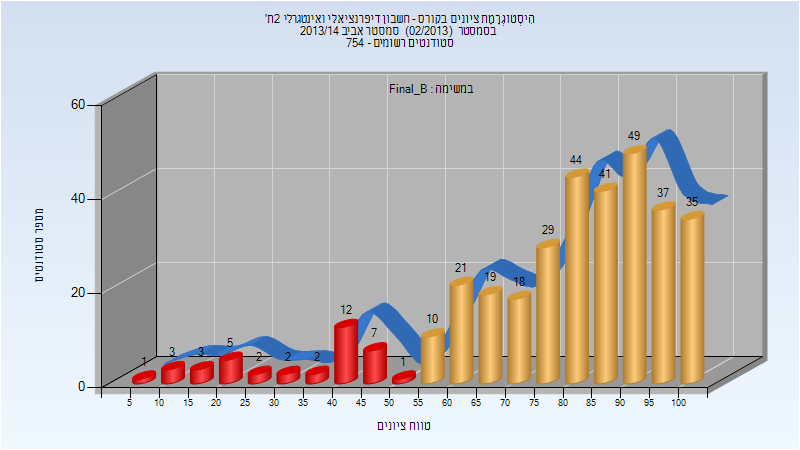 היסטוגרמת ציונים בקורס - חשבון דיפרנציאלי ואינטגרלי 2ת'
בסמסטר (02/2013) סמסטר אביב 2013/14
סטודנטים רשומים - 754
במשימה : Final_B
מספר סטודנטים
60
40
20
0
1 3 3 5 2 2 2 12 7 1 10 21 19 18 29 44 41 49 37 35
5 10 15 20 25 30 35 40 45 50 55 60 65 70 75 80 85 90 95 100
טווח ציונים